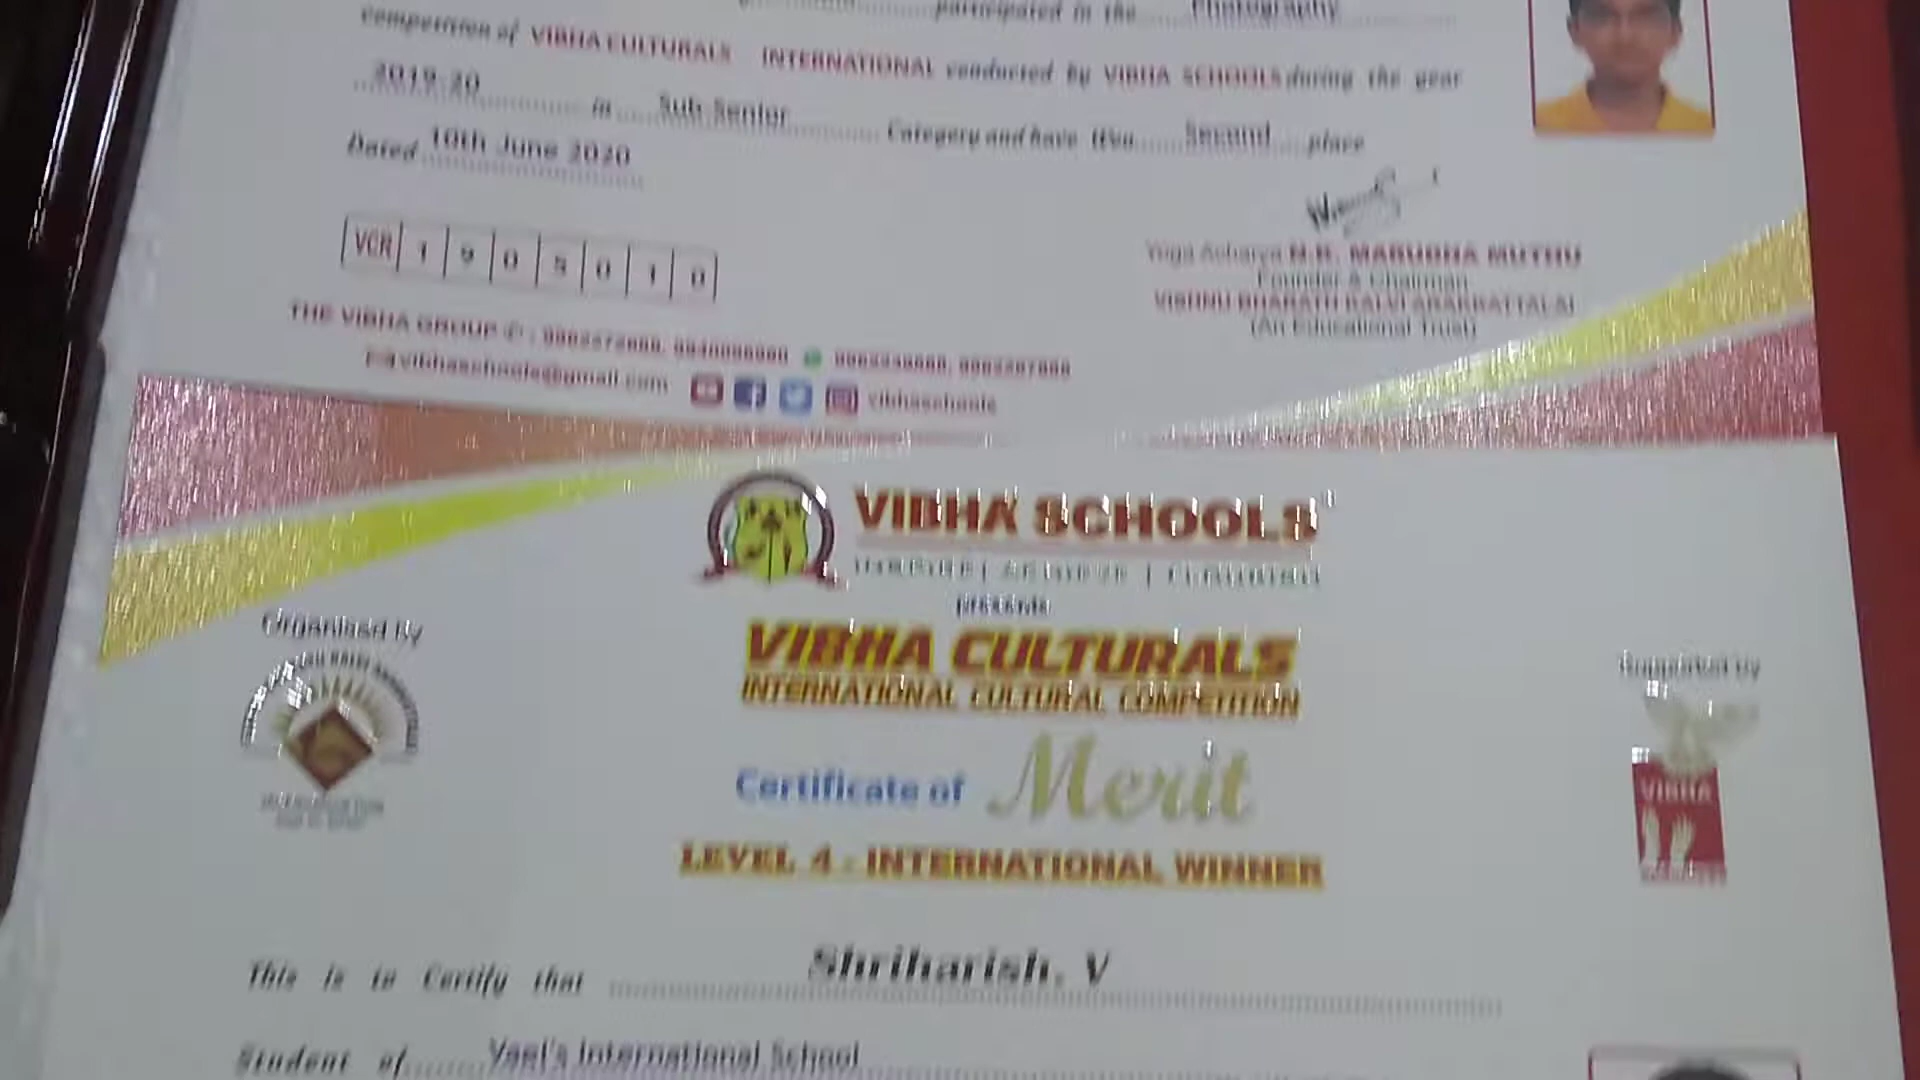 participated in the Photography
competition of VIBHA CULTURALS INTERNATIONAL conducted by VIBHA SCHOOLS during the year
2019-20 in Sub-Senior Category and have Won Second place
Dated 10th June 2020
VCR 1 9 0 5 0 1 0
Yoga Acharya MUTHU
Founder & Chairman
VISHNU BHARATH KALVI ARAKKATTALAI
(An Educational Trust)
THE VIBHA GROUP
vibhaschools@gmail.com vibhaschools
VIBHA SCHOOLS
presents
VIBHA CULTURALS
INTERNATIONAL CULTURAL COMPETITION
Organised by
Supported by
VIBHA
Certificate of Merit
LEVEL 4 - INTERNATIONAL WINNER
This is to Certify that Shriharish. V
Student of Yael's International School